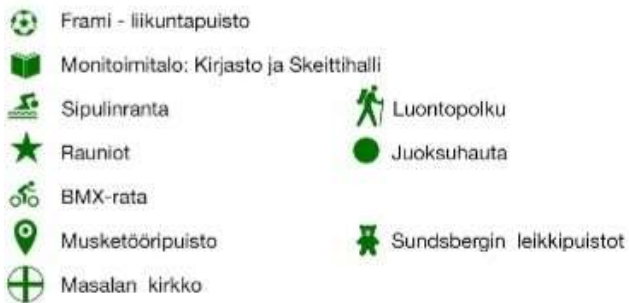 Frami - liikuntapuisto
Monitoimitalo: Kirjasto ja Skeittihalli
Sipulinranta
Luontopolku
Rauniot
Juoksuhauta
BMX-rata
Musketööripuisto
Sundsbergin leikkipuistot
Masalan kirkko